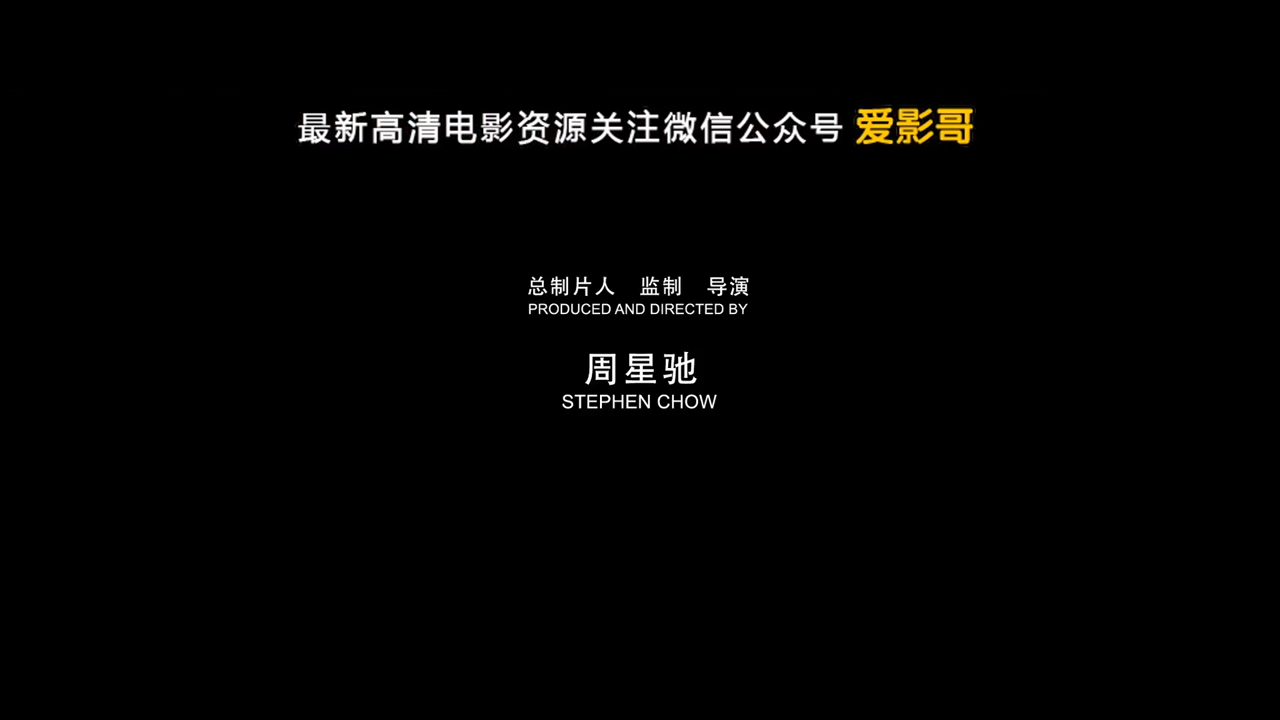 最新高清电影资源关注微信公众号 爱影哥
总制片人 监制 导演
PRODUCED AND DIRECTED BY
周星驰
STEPHEN CHOW